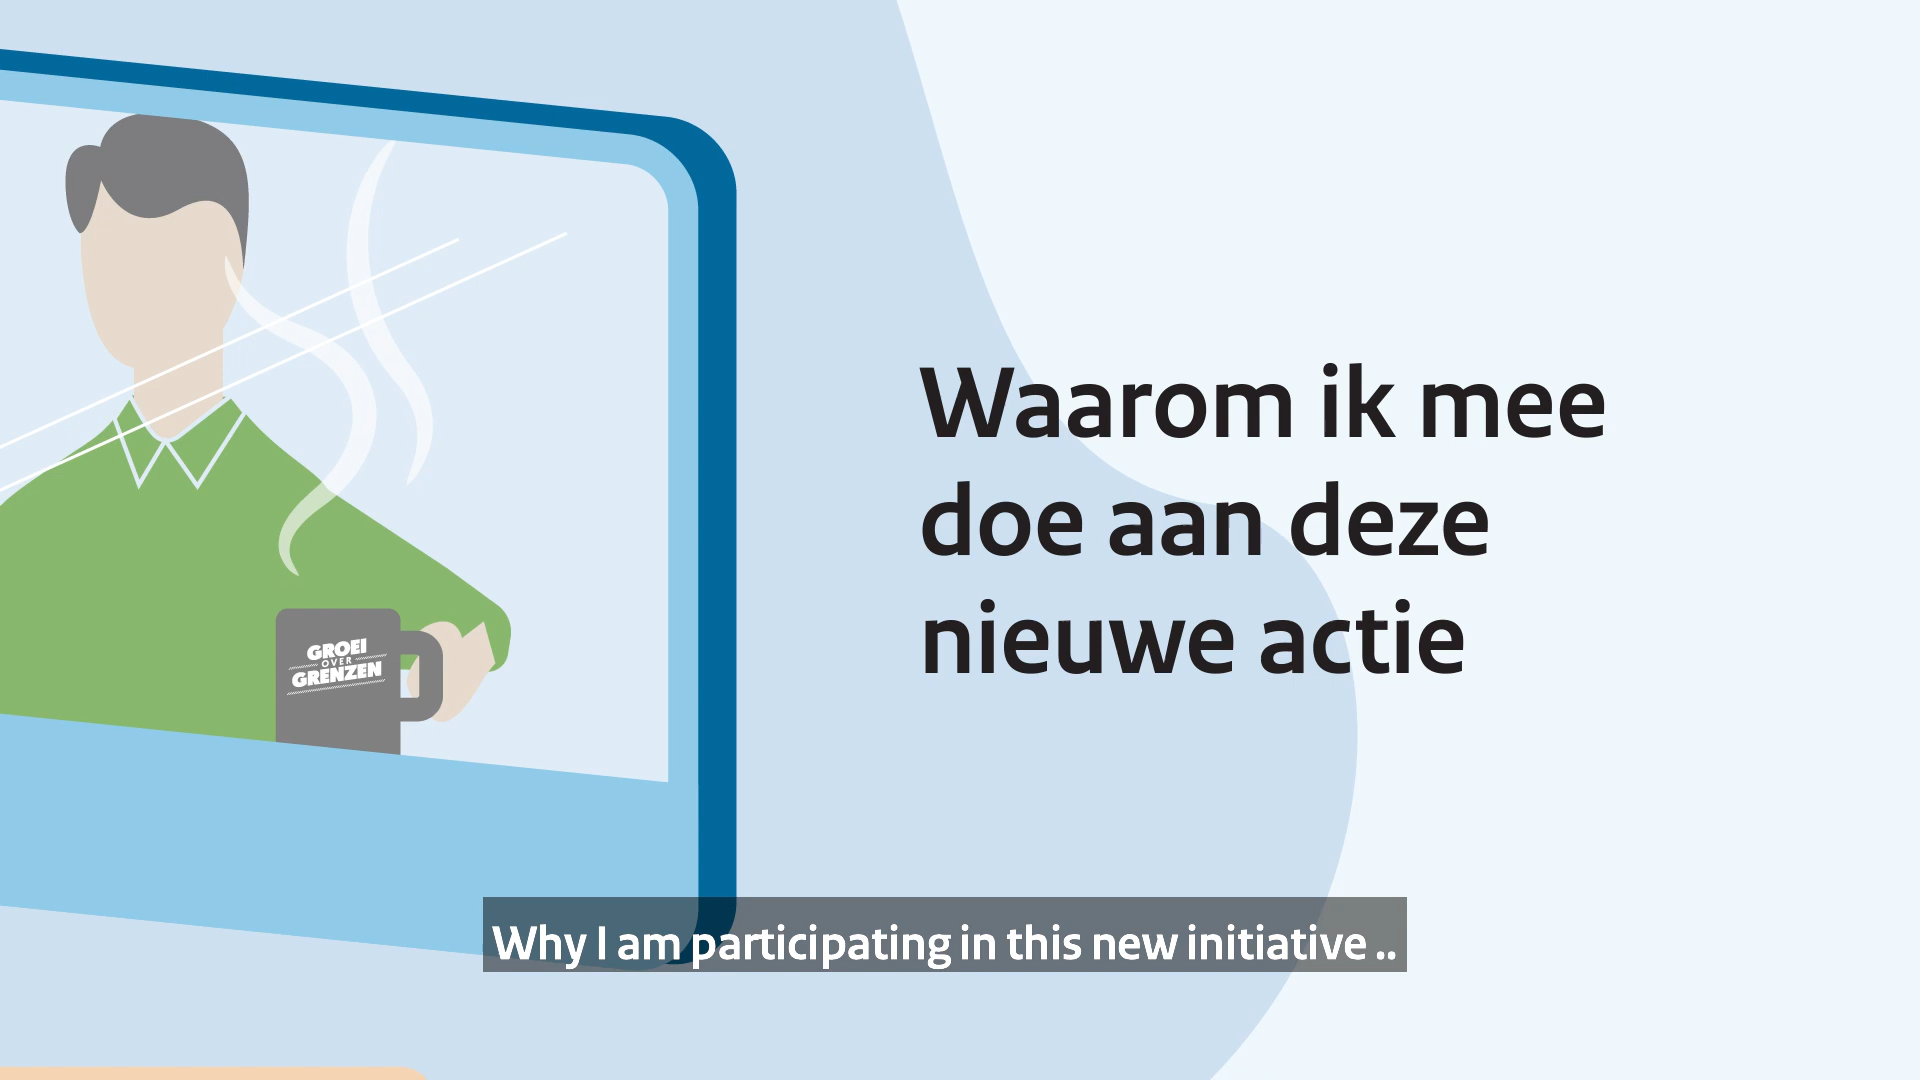 Waarom ik mee
doe aan deze
nieuwe actie
GROEI
OVER
GRENZEN
Why I am participating in this new initiative ..